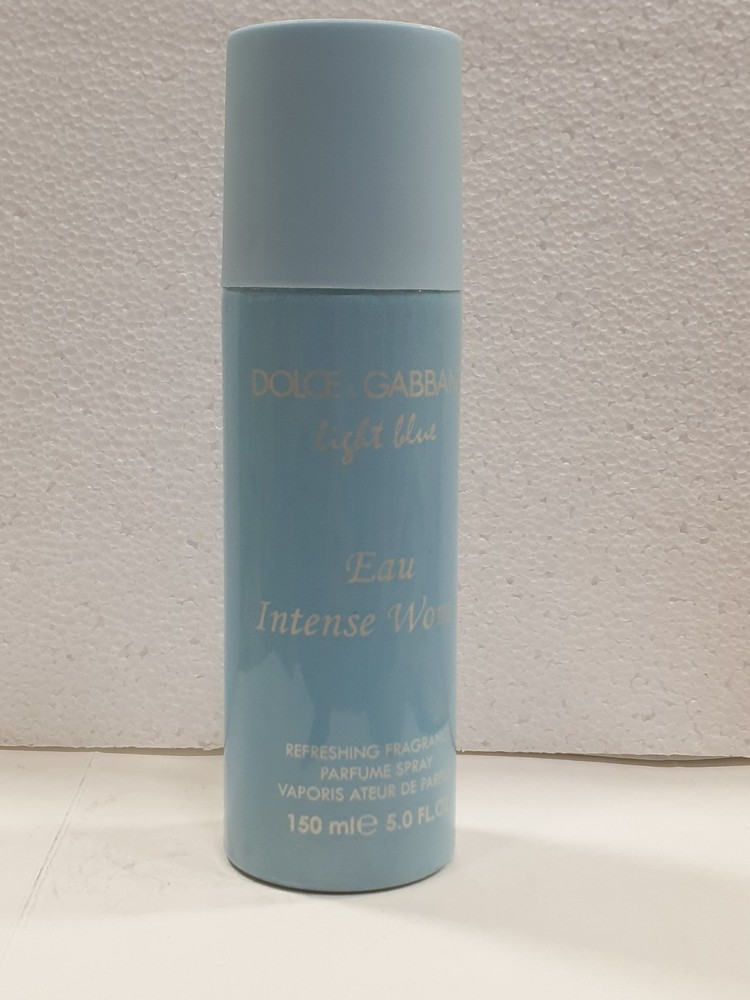 DOLCE & GABBAN
light blue
Eau
Intense Wom
REFRESHING FRAGRANC
PARFUME SPRAY
VAPORIS ATEUR DE PARFU
150 ml℮ 5.0 FL.O